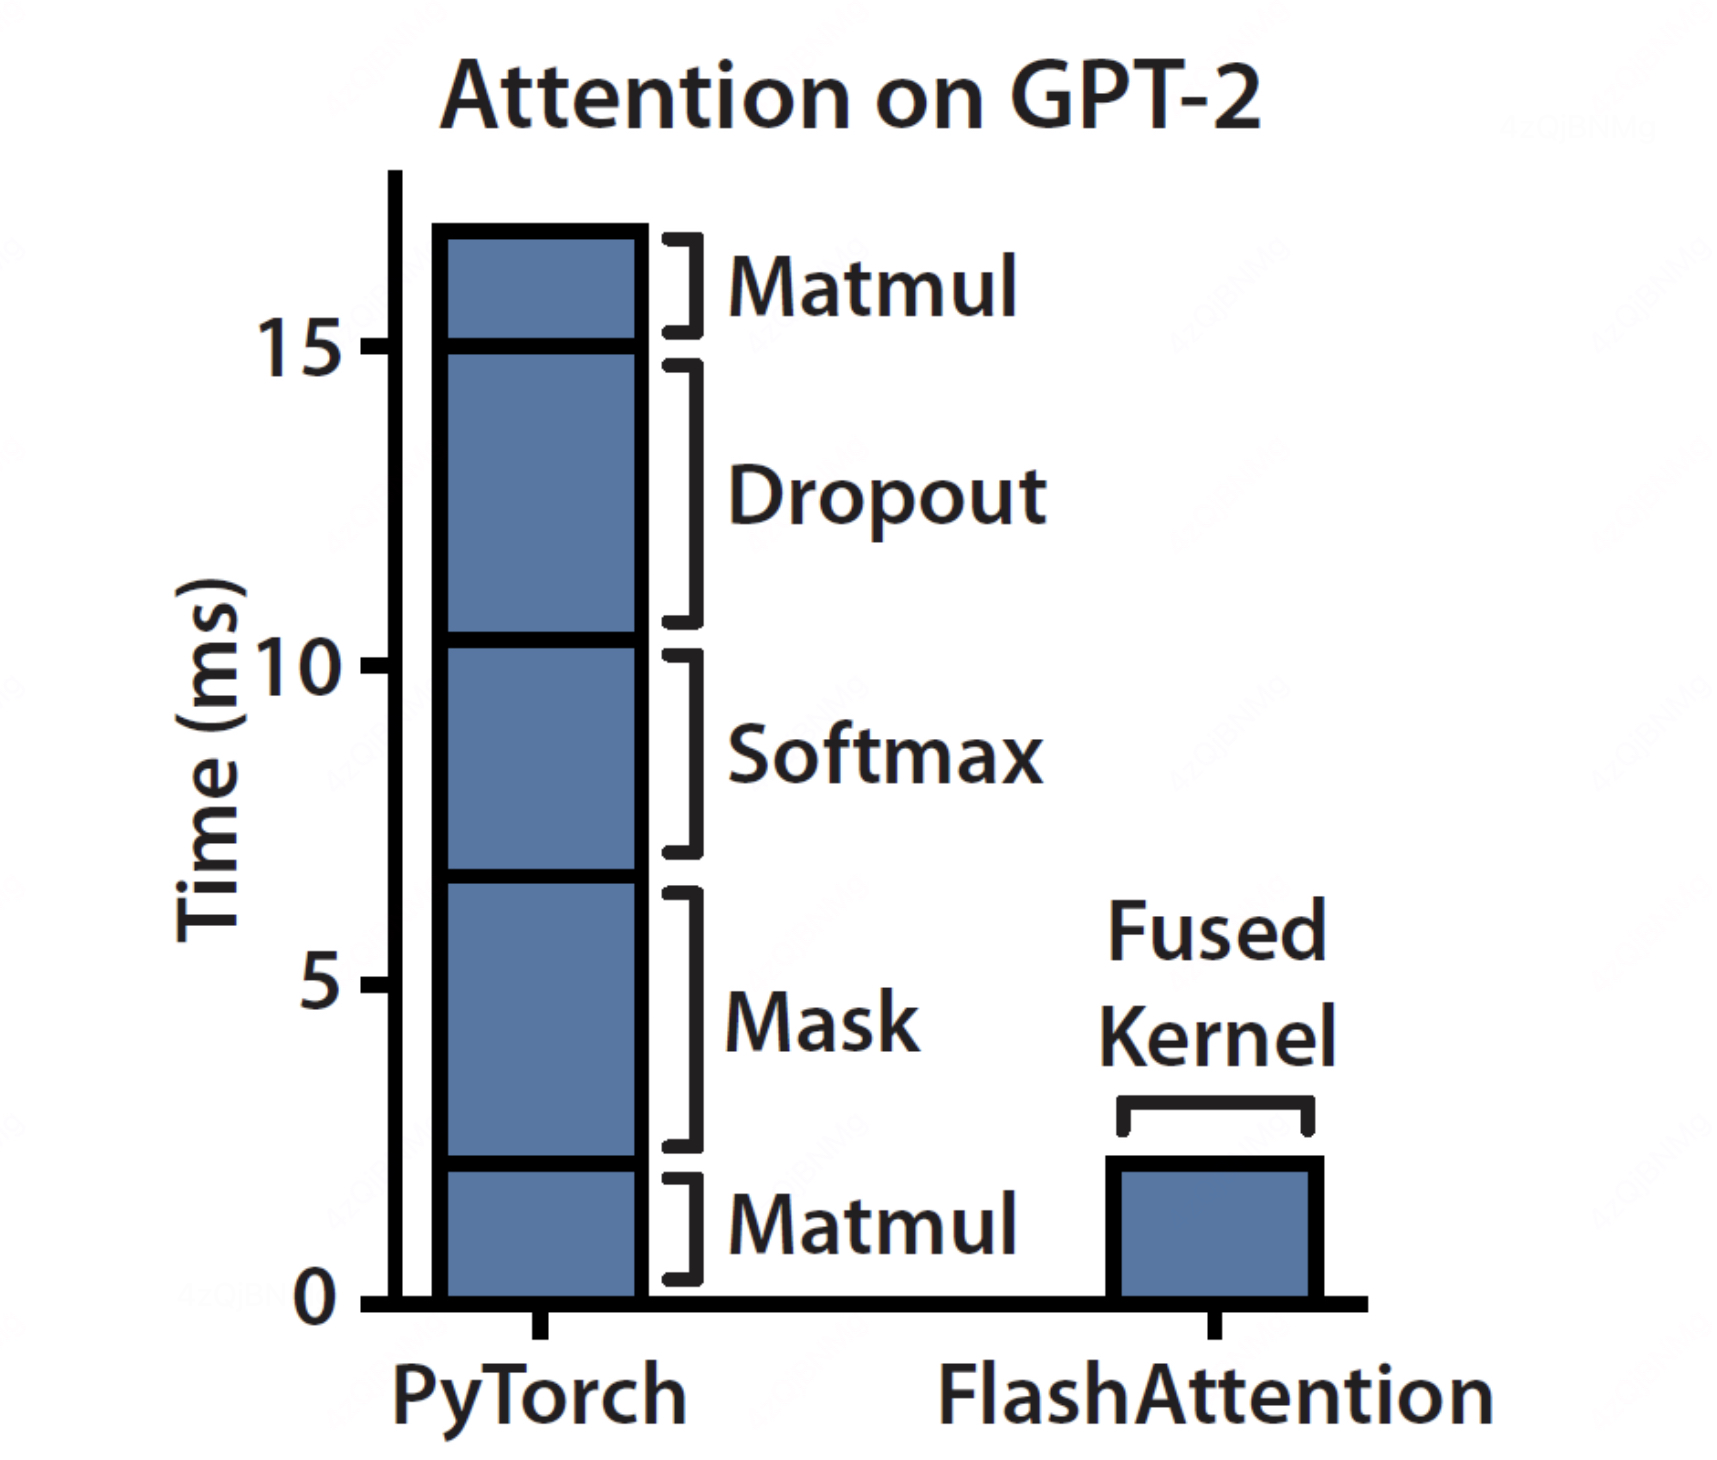 Attention on GPT-2
Time (ms)
15
10
5
0
Matmul
Dropout
Softmax
Mask
Matmul
Fused
Kernel
PyTorch
FlashAttention